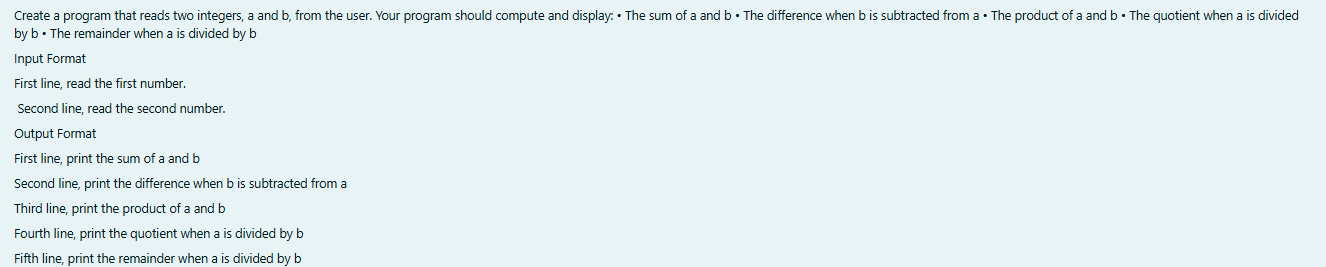 Create a program that reads two integers, a and b, from the user. Your program should compute and display: • The sum of a and b • The difference when b is subtracted from a • The product of a and b • The quotient when a is divided
by b • The remainder when a is divided by b
Input Format
First line, read the first number.
Second line, read the second number.
Output Format
First line, print the sum of a and b
Second line, print the difference when b is subtracted from a
Third line, print the product of a and b
Fourth line, print the quotient when a is divided by b
Fifth line, print the remainder when a is divided by b